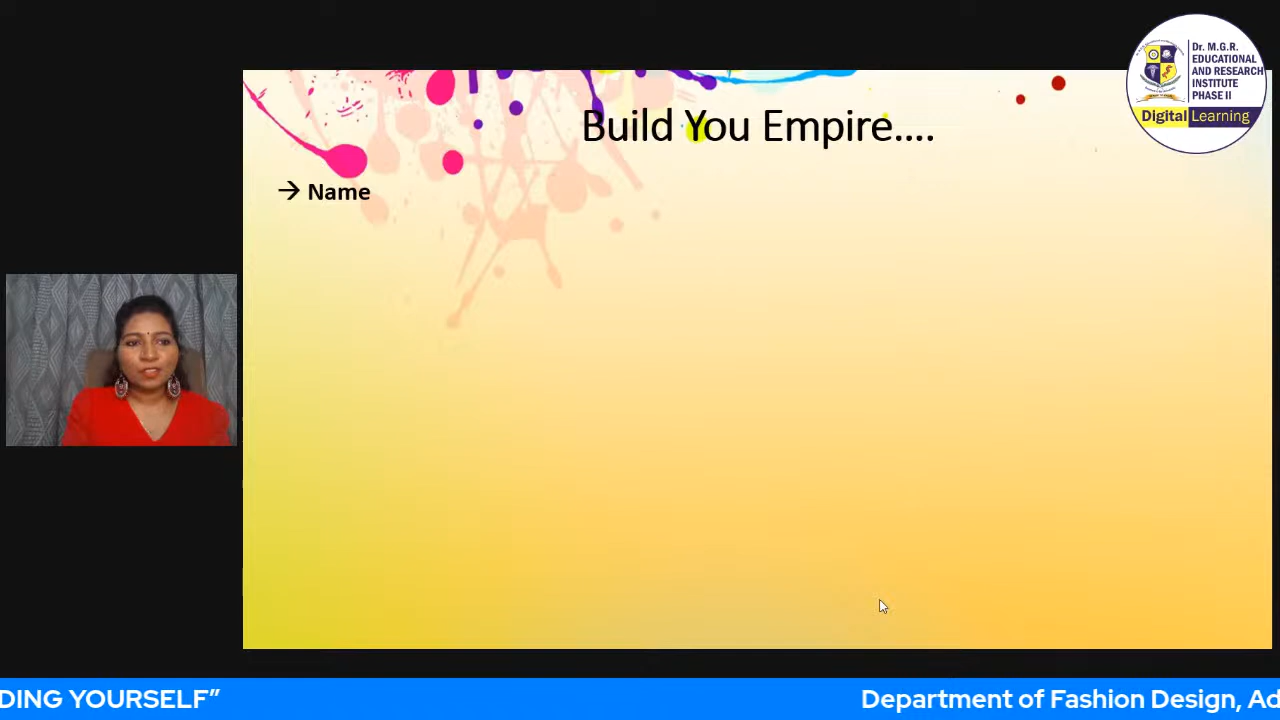 Dr. M.G.R.
EDUCATIONAL
AND RESEARCH
INSTITUTE
PHASE II
Digital Learning
Build You Empire....
→ Name
DING YOURSELF”
Department of Fashion Design, Ad